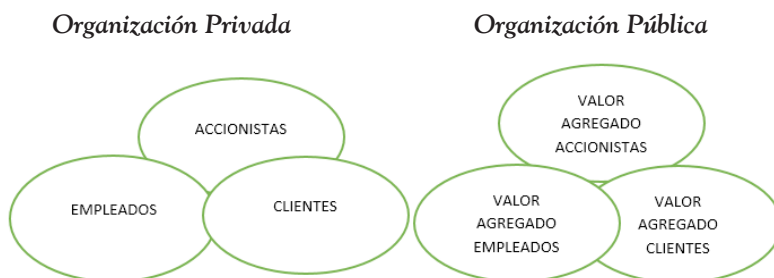 Organización Privada
Organización Pública
ACCIONISTAS
EMPLEADOS
CLIENTES
VALOR
AGREGADO
ACCIONISTAS
VALOR
AGREGADO
EMPLEADOS
VALOR
AGREGADO
CLIENTES